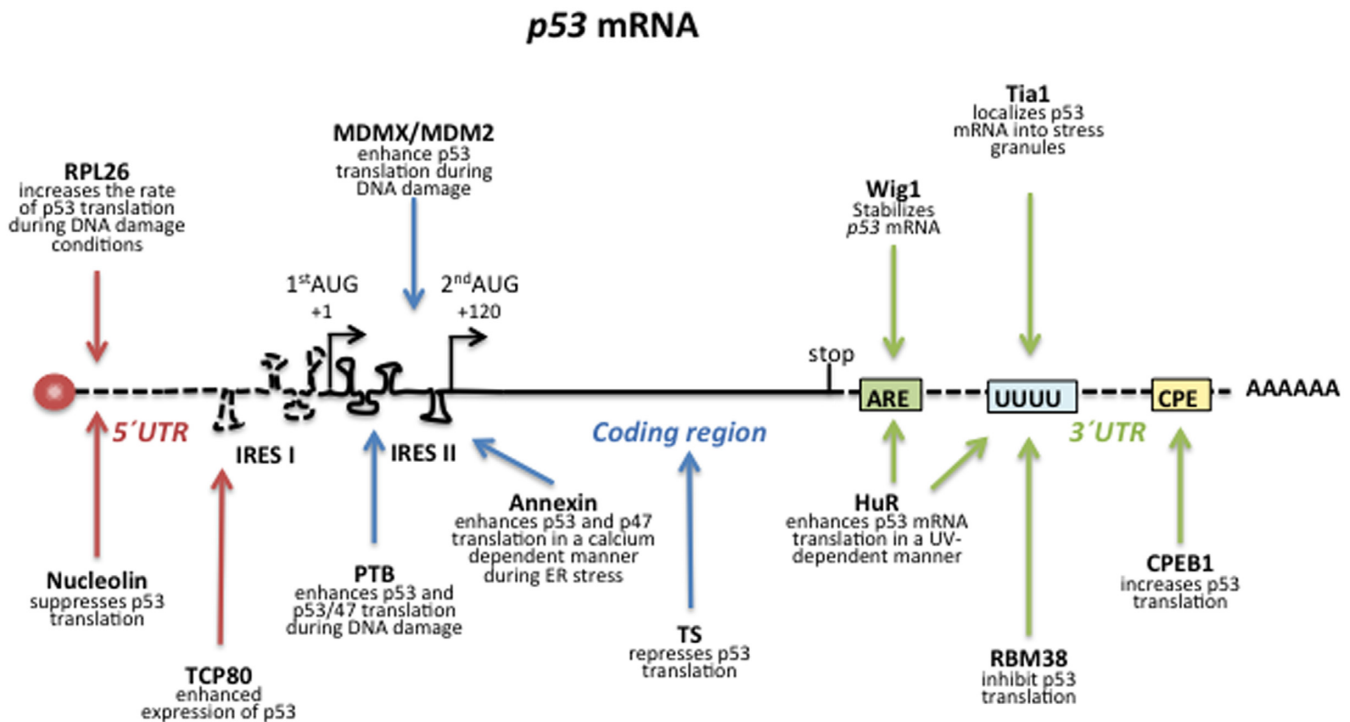 p53 mRNA
RPL26
increases the rate
of p53 translation
during DNA damage
conditions
MDMX/MDM2
enhance p53
translation during
DNA damage
Wig1
Stabilizes
p53 mRNA
Tia1
localizes p53
mRNA into stress
granules
1stAUG
+1
2ndAUG
+120
stop
ARE
UUUU
CPE
AAAAAA
5´UTR
IRES I
IRES II
Coding region
3´UTR
Nucleolin
suppresses p53
translation
TCP80
enhanced
expression of p53
PTB
enhances p53 and
p53/47 translation
during DNA damage
Annexin
enhances p53 and p47
translation in a calcium
dependent manner
during ER stress
TS
represses p53
translation
HuR
enhances p53 mRNA
translation in a UV-
dependent manner
RBM38
inhibit p53
translation
CPEB1
increases p53
translation